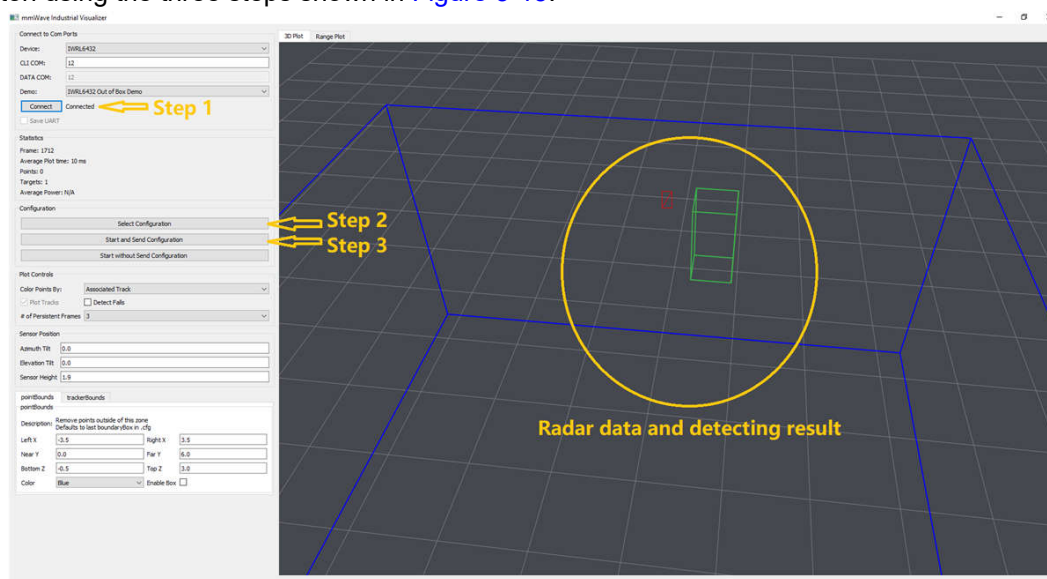 using the three steps shown in
mmWave Industrial Visualizer
Connect to Com Ports
Device: IWRL6432
CLI COM: 12
DATA COM: 12
Demo: IWRL6432 Out of Box Demo
Connect Connected
Step 1
Save UART
Statistics
Frame: 1712
Average Plot time: 10 ms
Points: 0
Targets: 1
Average Power: N/A
Configuration
Select Configuration
Step 2
Start and Send Configuration
Step 3
Start without Send Configuration
Plot Controls
Color Points By: Associated Track
Plot Tracks Detect Falls
# of Persistent Frames 3
Sensor Position
Azimuth Tilt 0.0
Elevation Tilt 0.0
Sensor Height 1.9
pointBounds trackerBounds
pointBounds
Description: Remove points outside of this zone
Defaults to last boundaryBox in .cfg
Left X -3.5 Right X 3.5
Near Y 0.0 Far Y 6.0
Bottom Z -0.5 Top Z 3.0
Color Blue Enable Box
3D Plot Range Plot
Radar data and detecting result